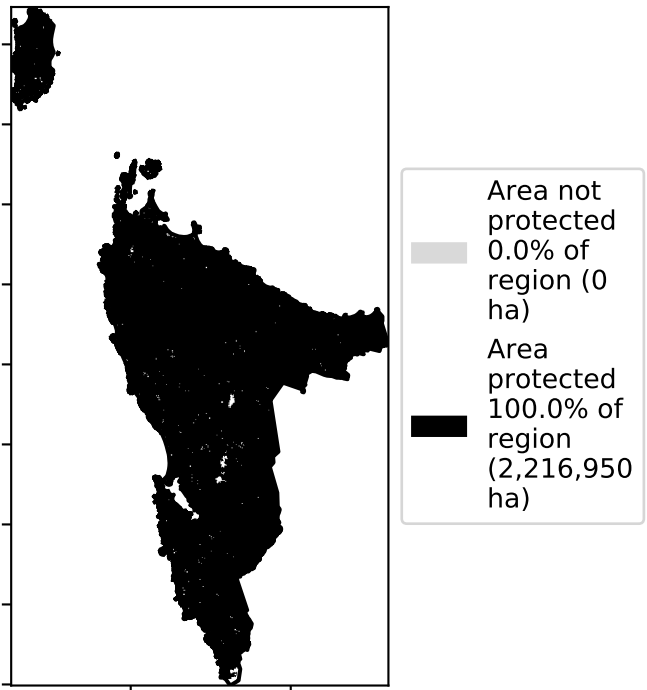 Area not
protected
0.0% of
region (0
ha)
Area
protected
100.0% of
region
(2,216,950
ha)